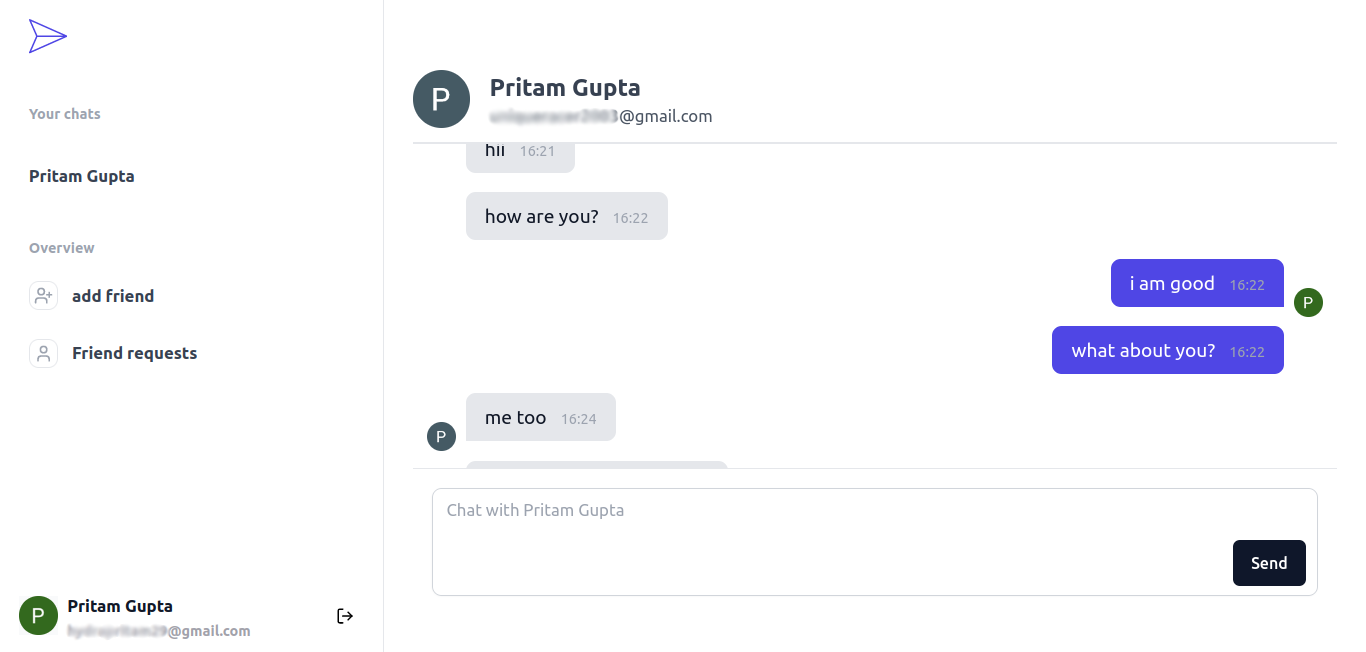 Your chats
Pritam Gupta
Overview
add friend
Friend requests
P
Pritam Gupta
@gmail.com
P
Pritam Gupta
@gmail.com
hii 16:21
how are you? 16:22
i am good 16:22
P
what about you? 16:22
me too 16:24
P
Chat with Pritam Gupta
Send